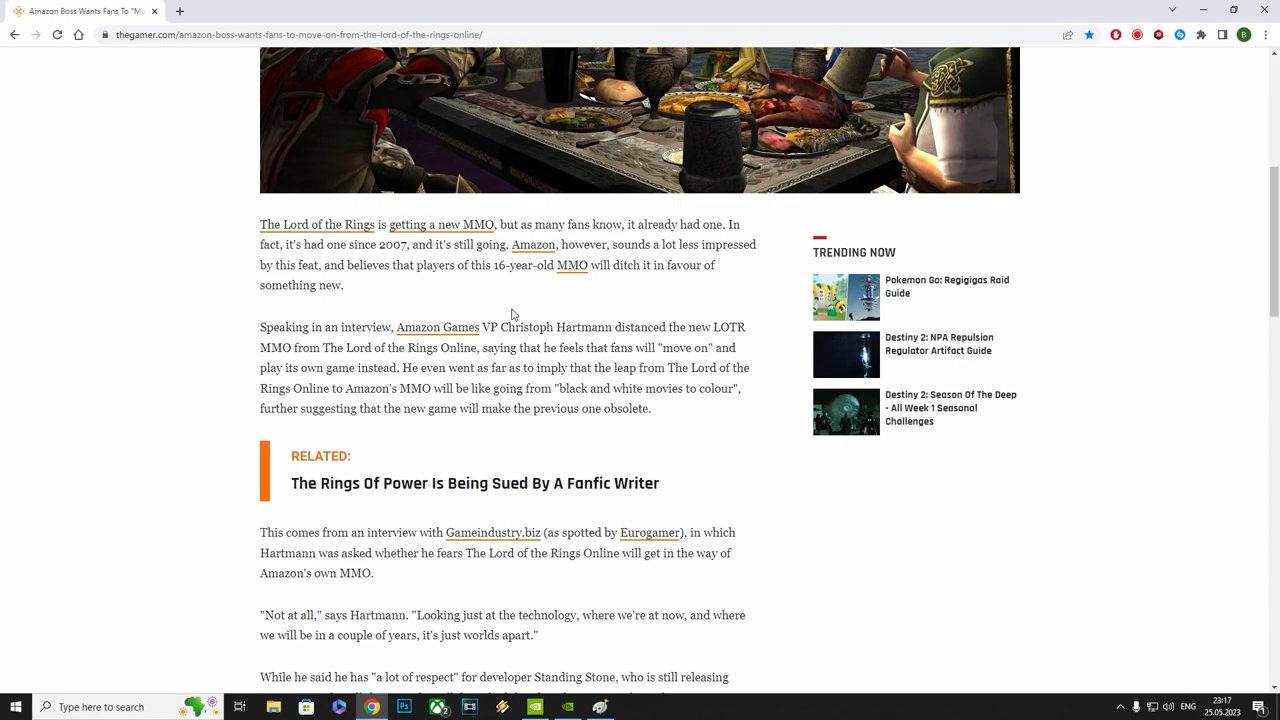 Amazon Boss Wants Fans To "Mo
thegamer.com/amazon-boss-wants-fans-to-move-on-from-the-lord-of-the-rings-online/
B
The Lord of the Rings is getting a new MMO, but as many fans know, it already had one. In
fact, it's had one since 2007, and it's still going. Amazon, however, sounds a lot less impressed
by this feat, and believes that players of this 16-year-old MMO will ditch it in favour of
something new.
Speaking in an interview, Amazon Games VP Christoph Hartmann distanced the new LOTR
MMO from The Lord of the Rings Online, saying that he feels that fans will "move on" and
play its own game instead. He even went as far as to imply that the leap from The Lord of the
Rings Online to Amazon's MMO will be like going from "black and white movies to colour",
further suggesting that the new game will make the previous one obsolete.
RELATED:
The Rings Of Power Is Being Sued By A Fanfic Writer
This comes from an interview with Gameindustry.biz (as spotted by Eurogamer), in which
Hartmann was asked whether he fears The Lord of the Rings Online will get in the way of
Amazon's own MMO.
"Not at all," says Hartmann. "Looking just at the technology, where we're at now, and where
we will be in a couple of years, it's just worlds apart."
While he said he has "a lot of respect" for developer Standing Stone, who is still releasing
TRENDING NOW
Pokemon Go: Regigigas Raid
Guide
Destiny 2: NPA Repulsion
Regulator Artifact Guide
Destiny 2: Season Of The Deep
- All Week 1 Seasonal
Challenges
Type here to search
Ps
2
ENG
23:17
25.05.2023